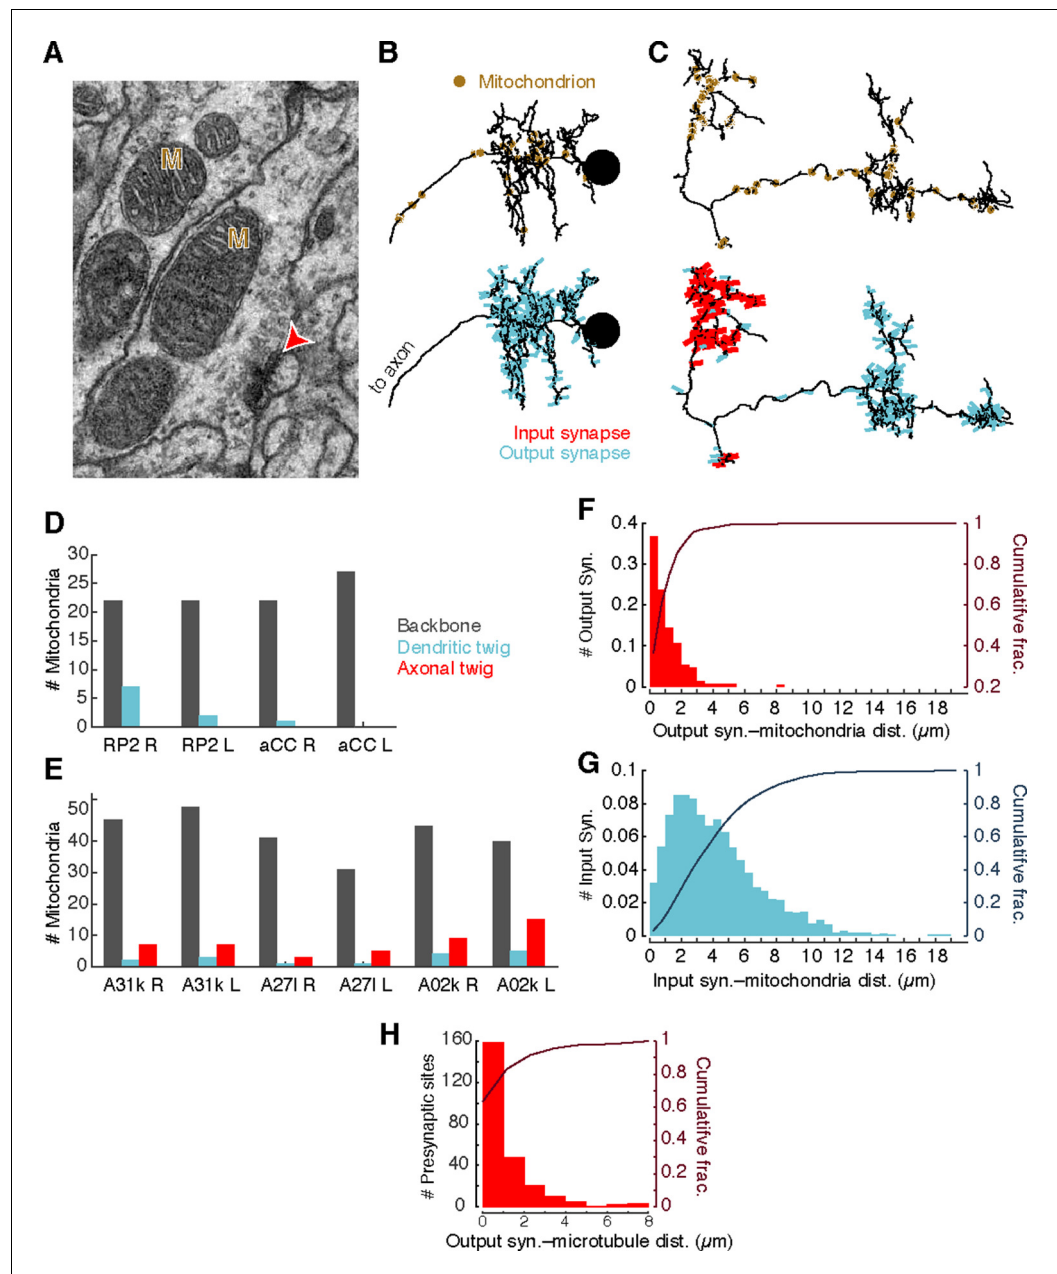 A
B
C
Mitochondrion
M
M
to axon
Input synapse
Output synapse
D
# Mitochondria
30
25
20
15
10
5
0
Backbone
Dendritic twig
Axonal twig
RP2 R
RP2 L
aCC R
aCC L
E
# Mitochondria
50
40
30
20
10
0
A31k R
A31k L
A27l R
A27l L
A02k R
A02k L
F
# Output Syn.
0.4
0.3
0.2
0.1
0
1
0.8
0.6
0.4
0.2
Cumulatifve frac.
0 2 4 6 8 10 12 14 16 18
Output syn.–mitochondria dist. (µm)
G
# Input Syn.
0.1
0.08
0.06
0.04
0.02
0
1
0.8
0.6
0.4
0.2
0
Cumulatifve frac.
0 2 4 6 8 10 12 14 16 18
Input syn.–mitochondria dist. (µm)
H
# Presynaptic sites
160
120
80
40
0
1
0.8
0.6
0.4
0.2
0
Cumulatifve frac.
0 2 4 6 8
Output syn.–microtubule dist. (µm)